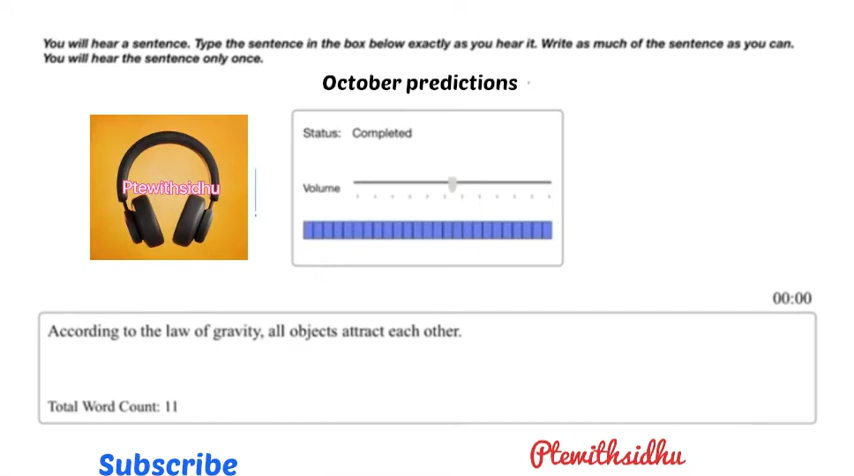 You will hear a sentence. Type the sentence in the box below exactly as you hear it. Write as much of the sentence as you can.
You will hear the sentence only once.
October predictions
Status: Completed
Ptewithsidhu
Volume
00:00
According to the law of gravity, all objects attract each other.
Total Word Count: 11
Subscribe
Ptewithsidhu